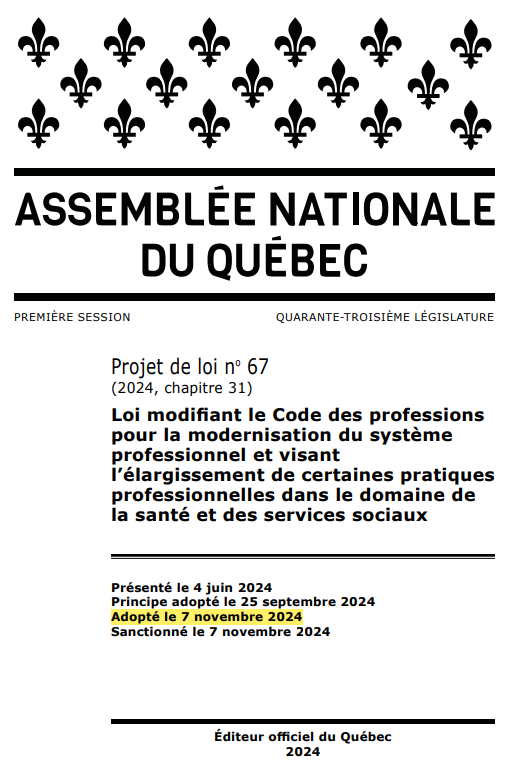 ASSEMBLÉE NATIONALE
DU QUÉBEC
PREMIÈRE SESSION
QUARANTE-TROISIÈME LÉGISLATURE
Projet de loi nº 67
(2024, chapitre 31)
Loi modifiant le Code des professions
pour la modernisation du système
professionnel et visant
l’élargissement de certaines pratiques
professionnelles dans le domaine de
la santé et des services sociaux
Présenté le 4 juin 2024
Principe adopté le 25 septembre 2024
Adopté le 7 novembre 2024
Sanctionné le 7 novembre 2024
Éditeur officiel du Québec
2024